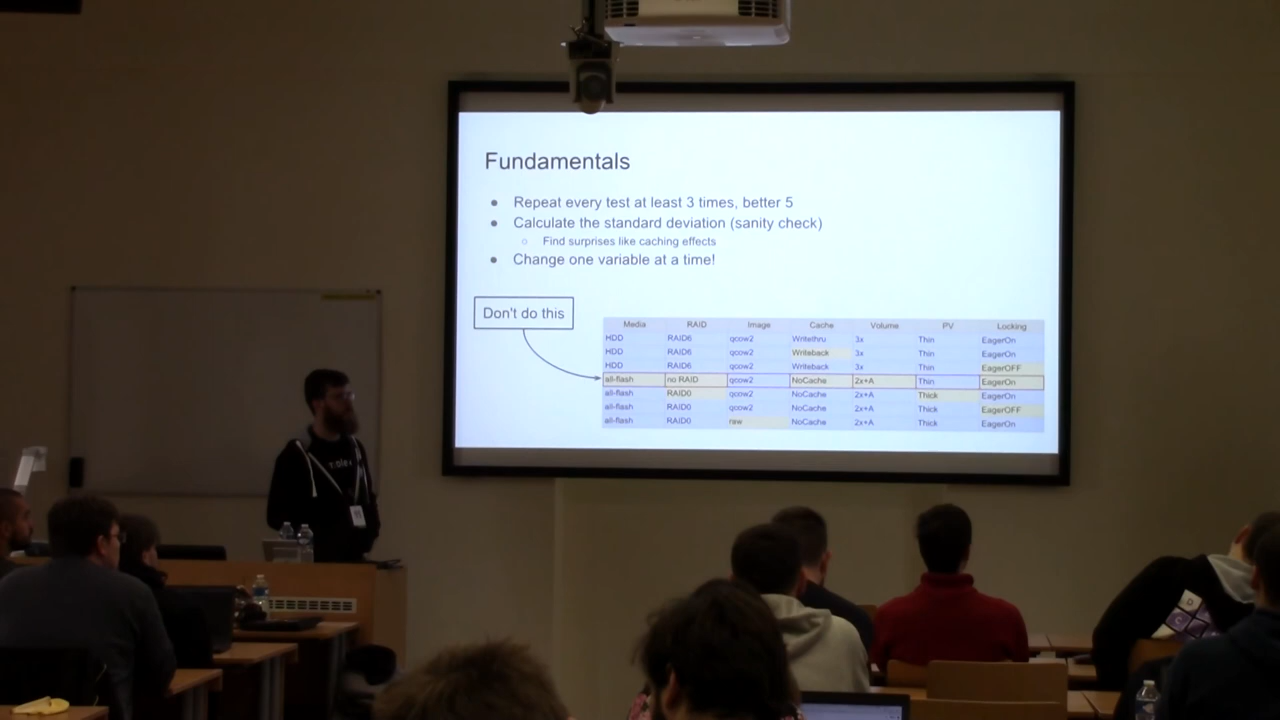 Fundamentals
● Repeat every test at least 3 times, better 5
● Calculate the standard deviation (sanity check)
○ Find surprises like caching effects
● Change one variable at a time!
Don't do this
Media RAID Image Cache Volume PV Locking
HDD RAID6 qcow2 Writethru 3x Thin EagerOn
HDD RAID6 qcow2 Writeback 3x Thin EagerOn
HDD RAID6 qcow2 Writeback 3x Thin EagerOFF
all-flash no RAID qcow2 NoCache 2x+A Thin EagerOn
all-flash RAID0 qcow2 NoCache 2x+A Thick EagerOn
all-flash RAID0 qcow2 NoCache 2x+A Thick EagerOFF
all-flash RAID0 raw NoCache 2x+A Thick EagerOn